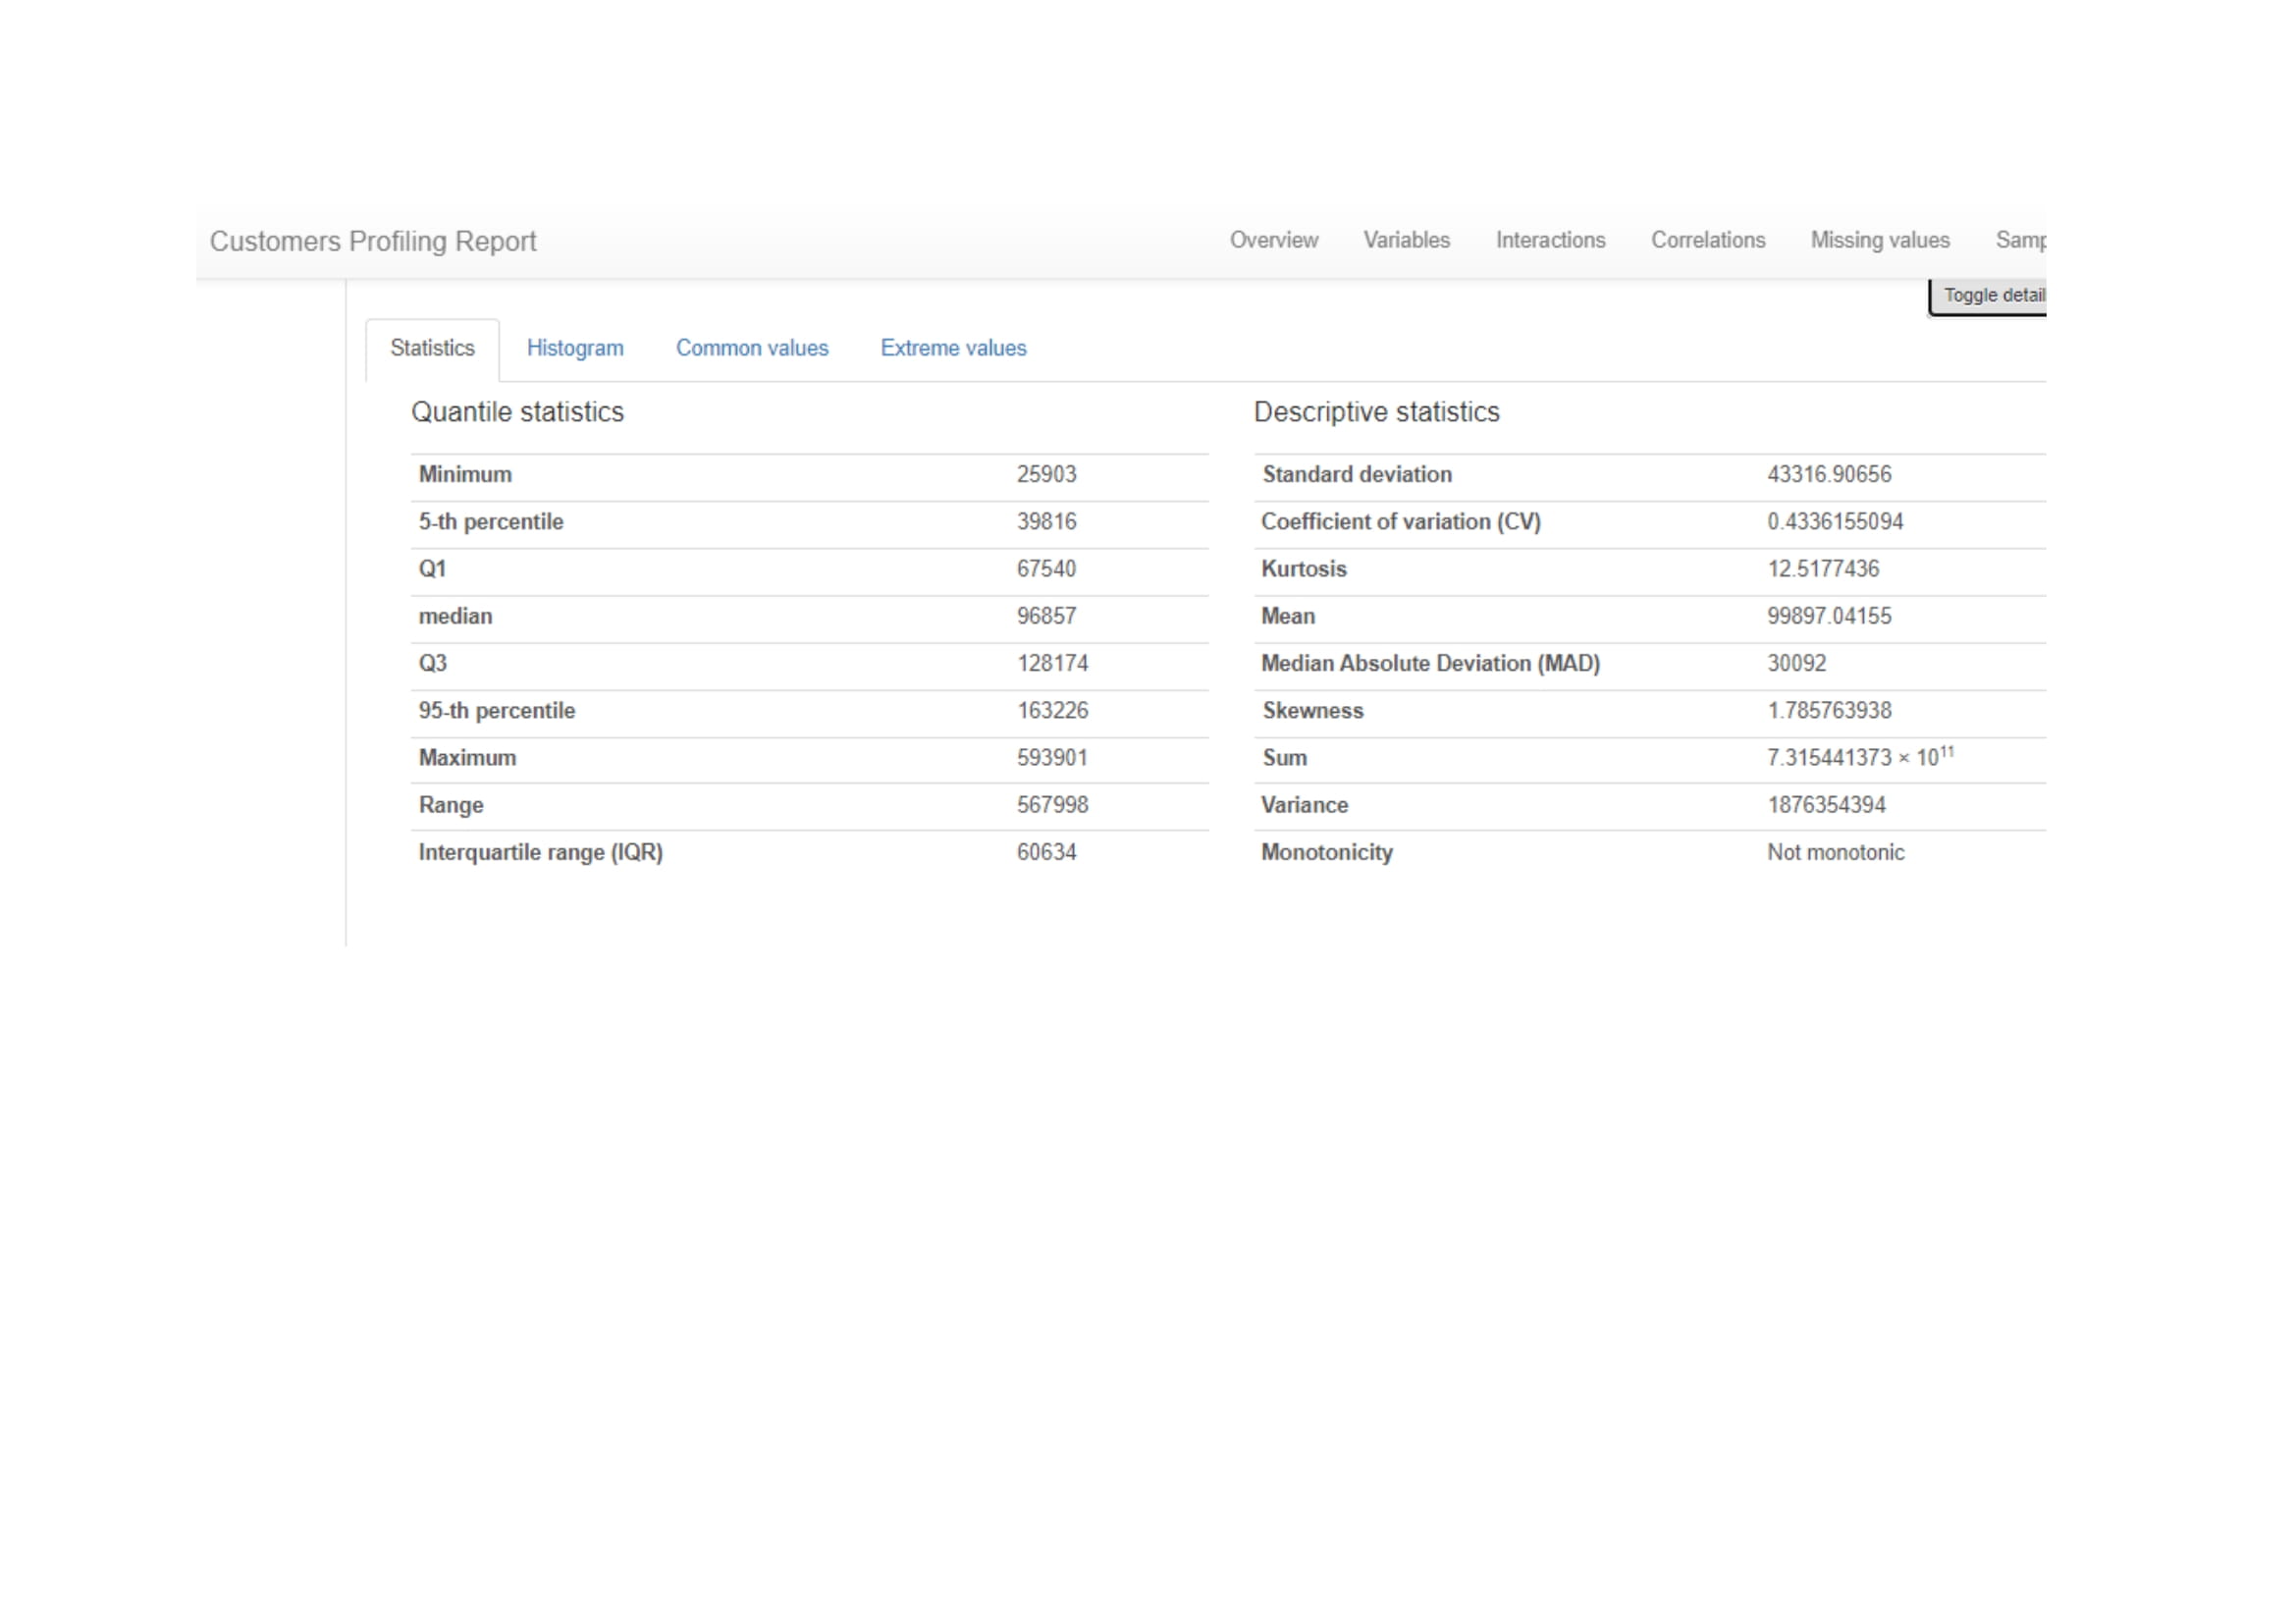 Customers Profiling Report Overview Variables Interactions Correlations Missing values Samp
Toggle detail
Statistics Histogram Common values Extreme values
Quantile statistics
Minimum 25903
5-th percentile 39816
Q1 67540
median 96857
Q3 128174
95-th percentile 163226
Maximum 593901
Range 567998
Interquartile range (IQR) 60634
Descriptive statistics
Standard deviation 43316.90656
Coefficient of variation (CV) 0.4336155094
Kurtosis 12.5177436
Mean 99897.04155
Median Absolute Deviation (MAD) 30092
Skewness 1.785763938
Sum 7.315441373 × 10¹¹
Variance 1876354394
Monotonicity Not monotonic